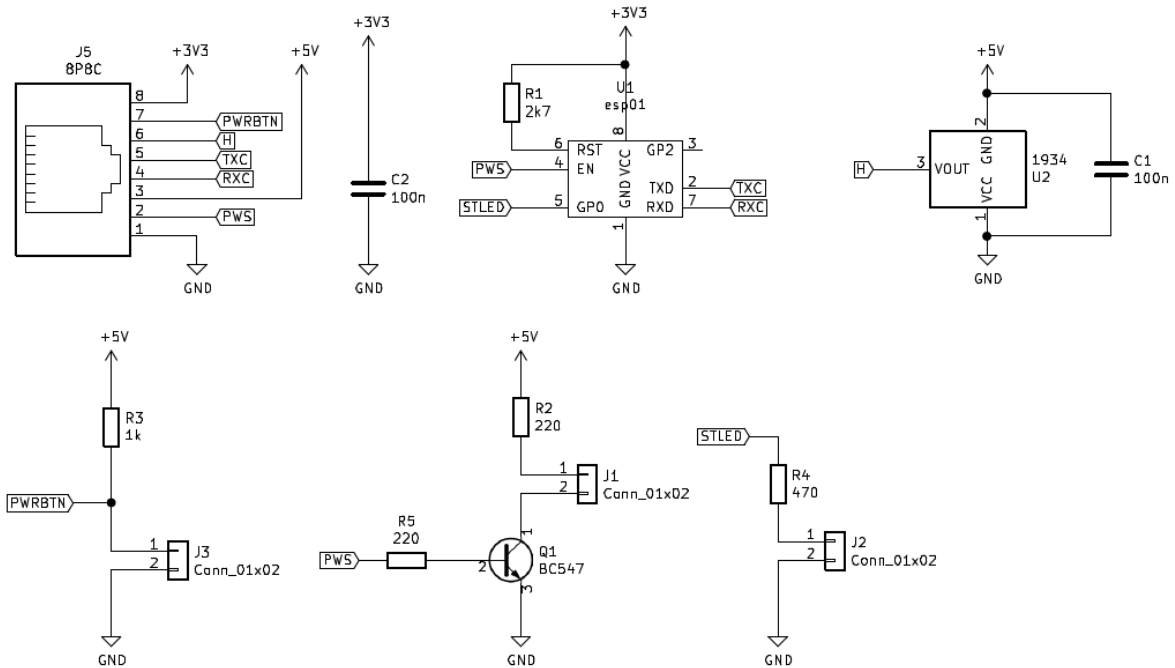 J5
8P8C
+3V3
+5V
8
7
PWRBTN
6
H
5
TXC
4
RXC
3
2
PWS
1
GND
+3V3
C2
100n
GND
+3V3
R1
2k7
U1
esp01
8
6
RST
VCC
GP2
3
PWS
4
EN
STLED
5
GP0
GND
TXD
2
TXC
RXD
7
RXC
1
GND
+5V
2
GND
H
3
VOUT
VCC
1934
U2
1
C1
100n
GND
+5V
R3
1k
PWRBTN
1
2
J3
Conn_01x02
GND
+5V
R2
220
1
2
J1
Conn_01x02
PWS
R5
220
1
2
Q1
BC547
3
GND
STLED
R4
470
1
2
J2
Conn_01x02
GND